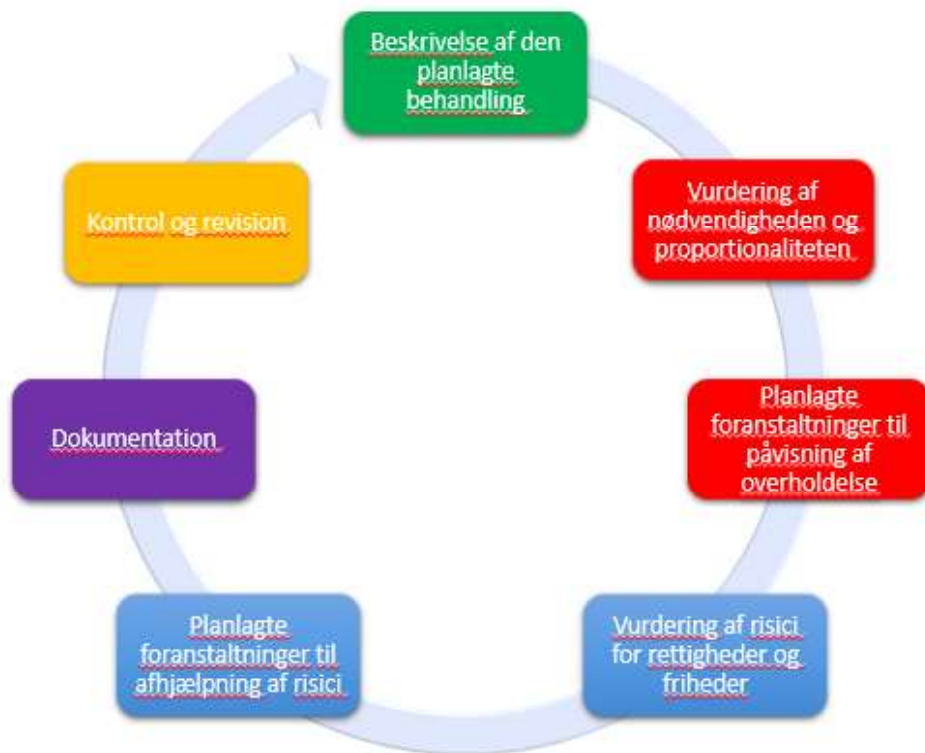 Beskrivelse af den
planlagte
behandling
Vurdering af
nødvendigheden og
proportionaliteten
Planlagte
foranstaltninger til
påvisning af
overholdelse
Vurdering af risici
for rettigheder og
friheder
Planlagte
foranstaltninger til
afhjælpning af risici
Dokumentation
Kontrol og revision